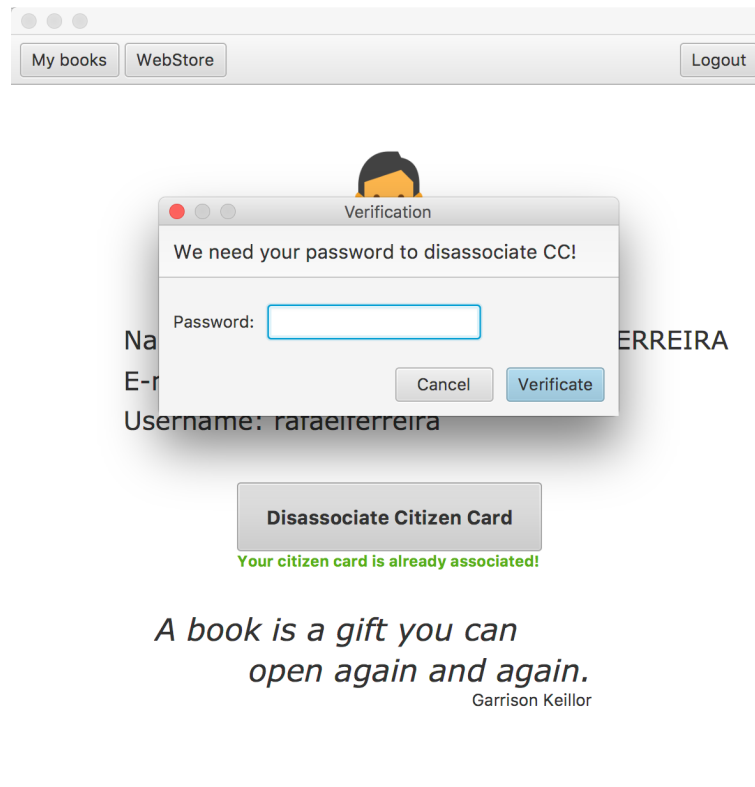 My books WebStore Logout
Verification
We need your password to disassociate CC!
Password:
Cancel Verificate
Username: rafaelferreira
Disassociate Citizen Card
Your citizen card is already associated!
A book is a gift you can
open again and again.
Garrison Keillor